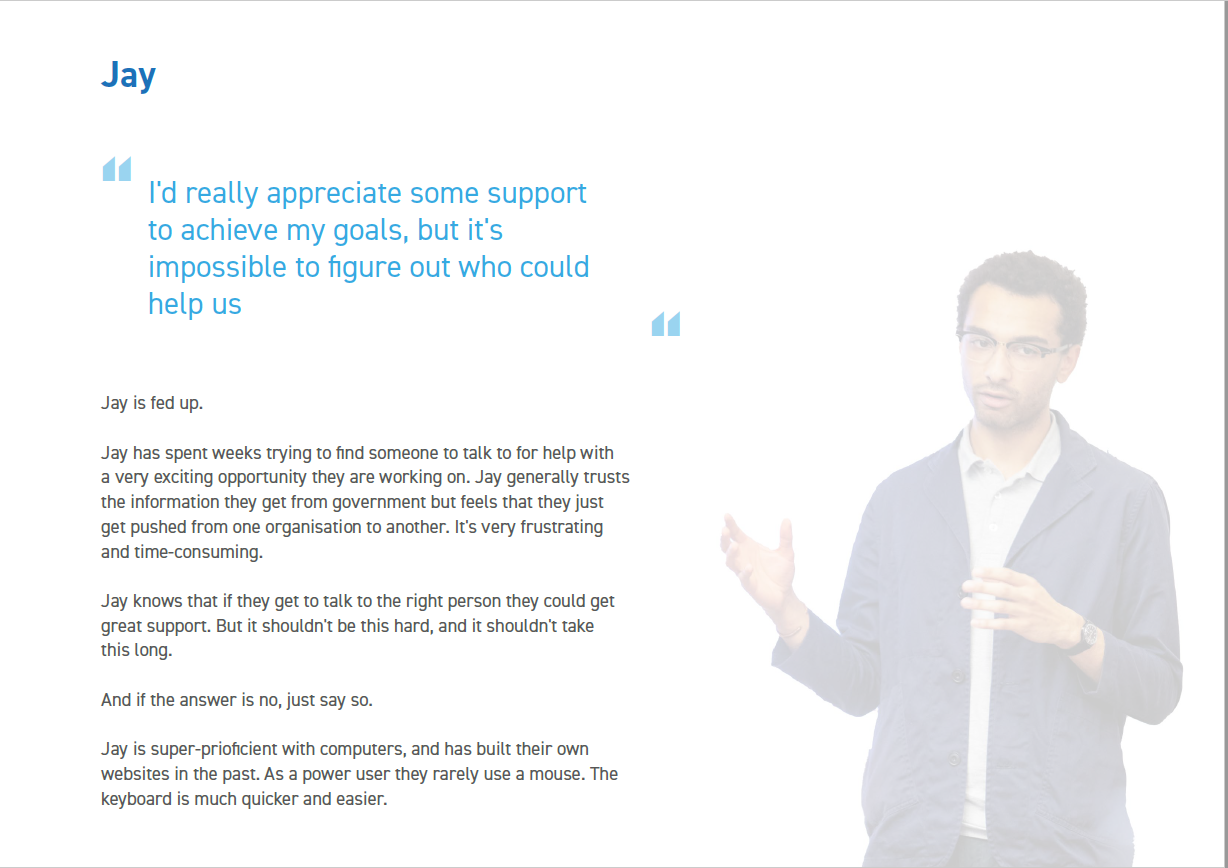 Jay
I'd really appreciate some support
to achieve my goals, but it's
impossible to figure out who could
help us
Jay is fed up.
Jay has spent weeks trying to find someone to talk to for help with
a very exciting opportunity they are working on. Jay generally trusts
the information they get from government but feels that they just
get pushed from one organisation to another. It's very frustrating
and time-consuming.
Jay knows that if they get to talk to the right person they could get
great support. But it shouldn't be this hard, and it shouldn't take
this long.
And if the answer is no, just say so.
Jay is super-prioficient with computers, and has built their own
websites in the past. As a power user they rarely use a mouse. The
keyboard is much quicker and easier.